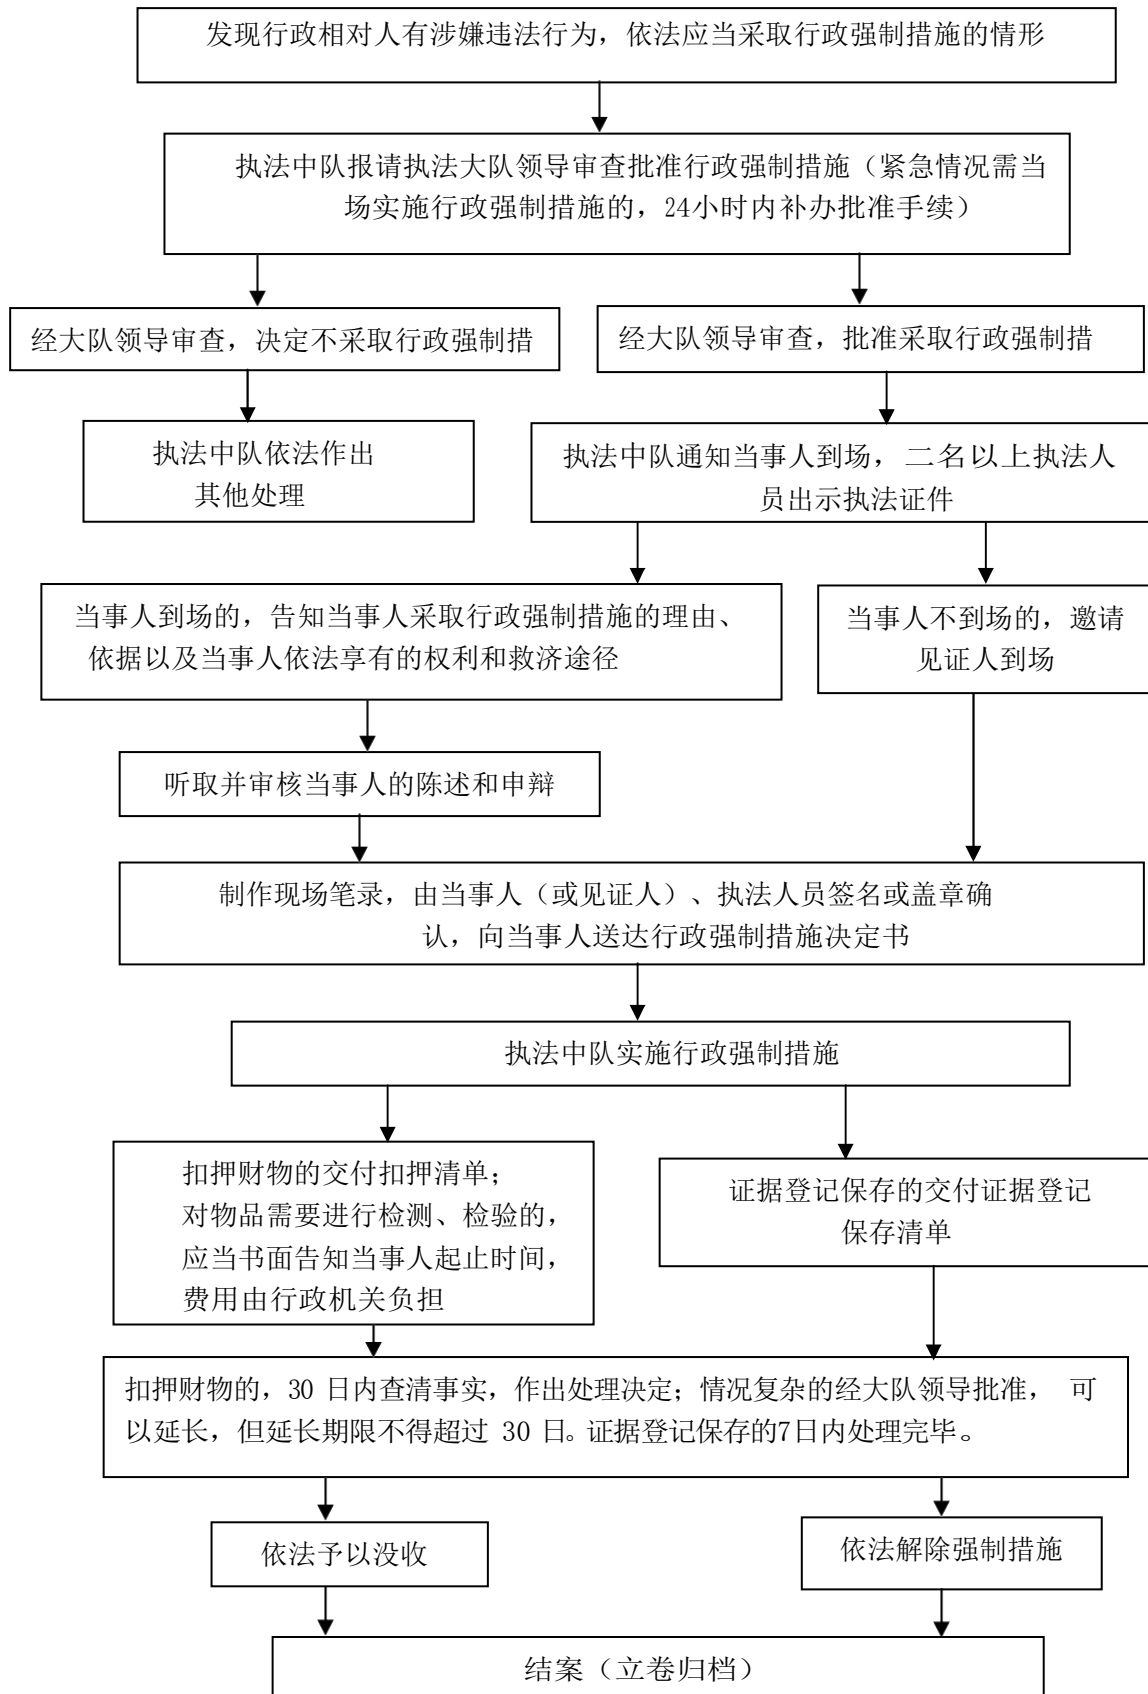 发现行政相对人有涉嫌违法行为，依法应当采取行政强制措施的情形
执法中队报请执法大队领导审查批准行政强制措施（紧急情况需当
场实施行政强制措施的，24小时内补办批准手续）
经大队领导审查，决定不采取行政强制措
经大队领导审查，批准采取行政强制措
执法中队依法作出
其他处理
执法中队通知当事人到场，二名以上执法人
员出示执法证件
当事人到场的，告知当事人采取行政强制措施的理由、
依据以及当事人依法享有的权利和救济途径
当事人不到场的，邀请
见证人到场
听取并审核当事人的陈述和申辩
制作现场笔录，由当事人（或见证人）、执法人员签名或盖章确
认，向当事人送达行政强制措施决定书
执法中队实施行政强制措施
扣押财物的交付扣押清单；
对物品需要进行检测、检验的，
应当书面告知当事人起止时间，
费用由行政机关负担
证据登记保存的交付证据登记
保存清单
扣押财物的，30 日内查清事实，作出处理决定；情况复杂的经大队领导批准， 可
以延长，但延长期限不得超过 30 日。证据登记保存的7日内处理完毕。
依法予以没收
依法解除强制措施
结案（立卷归档）